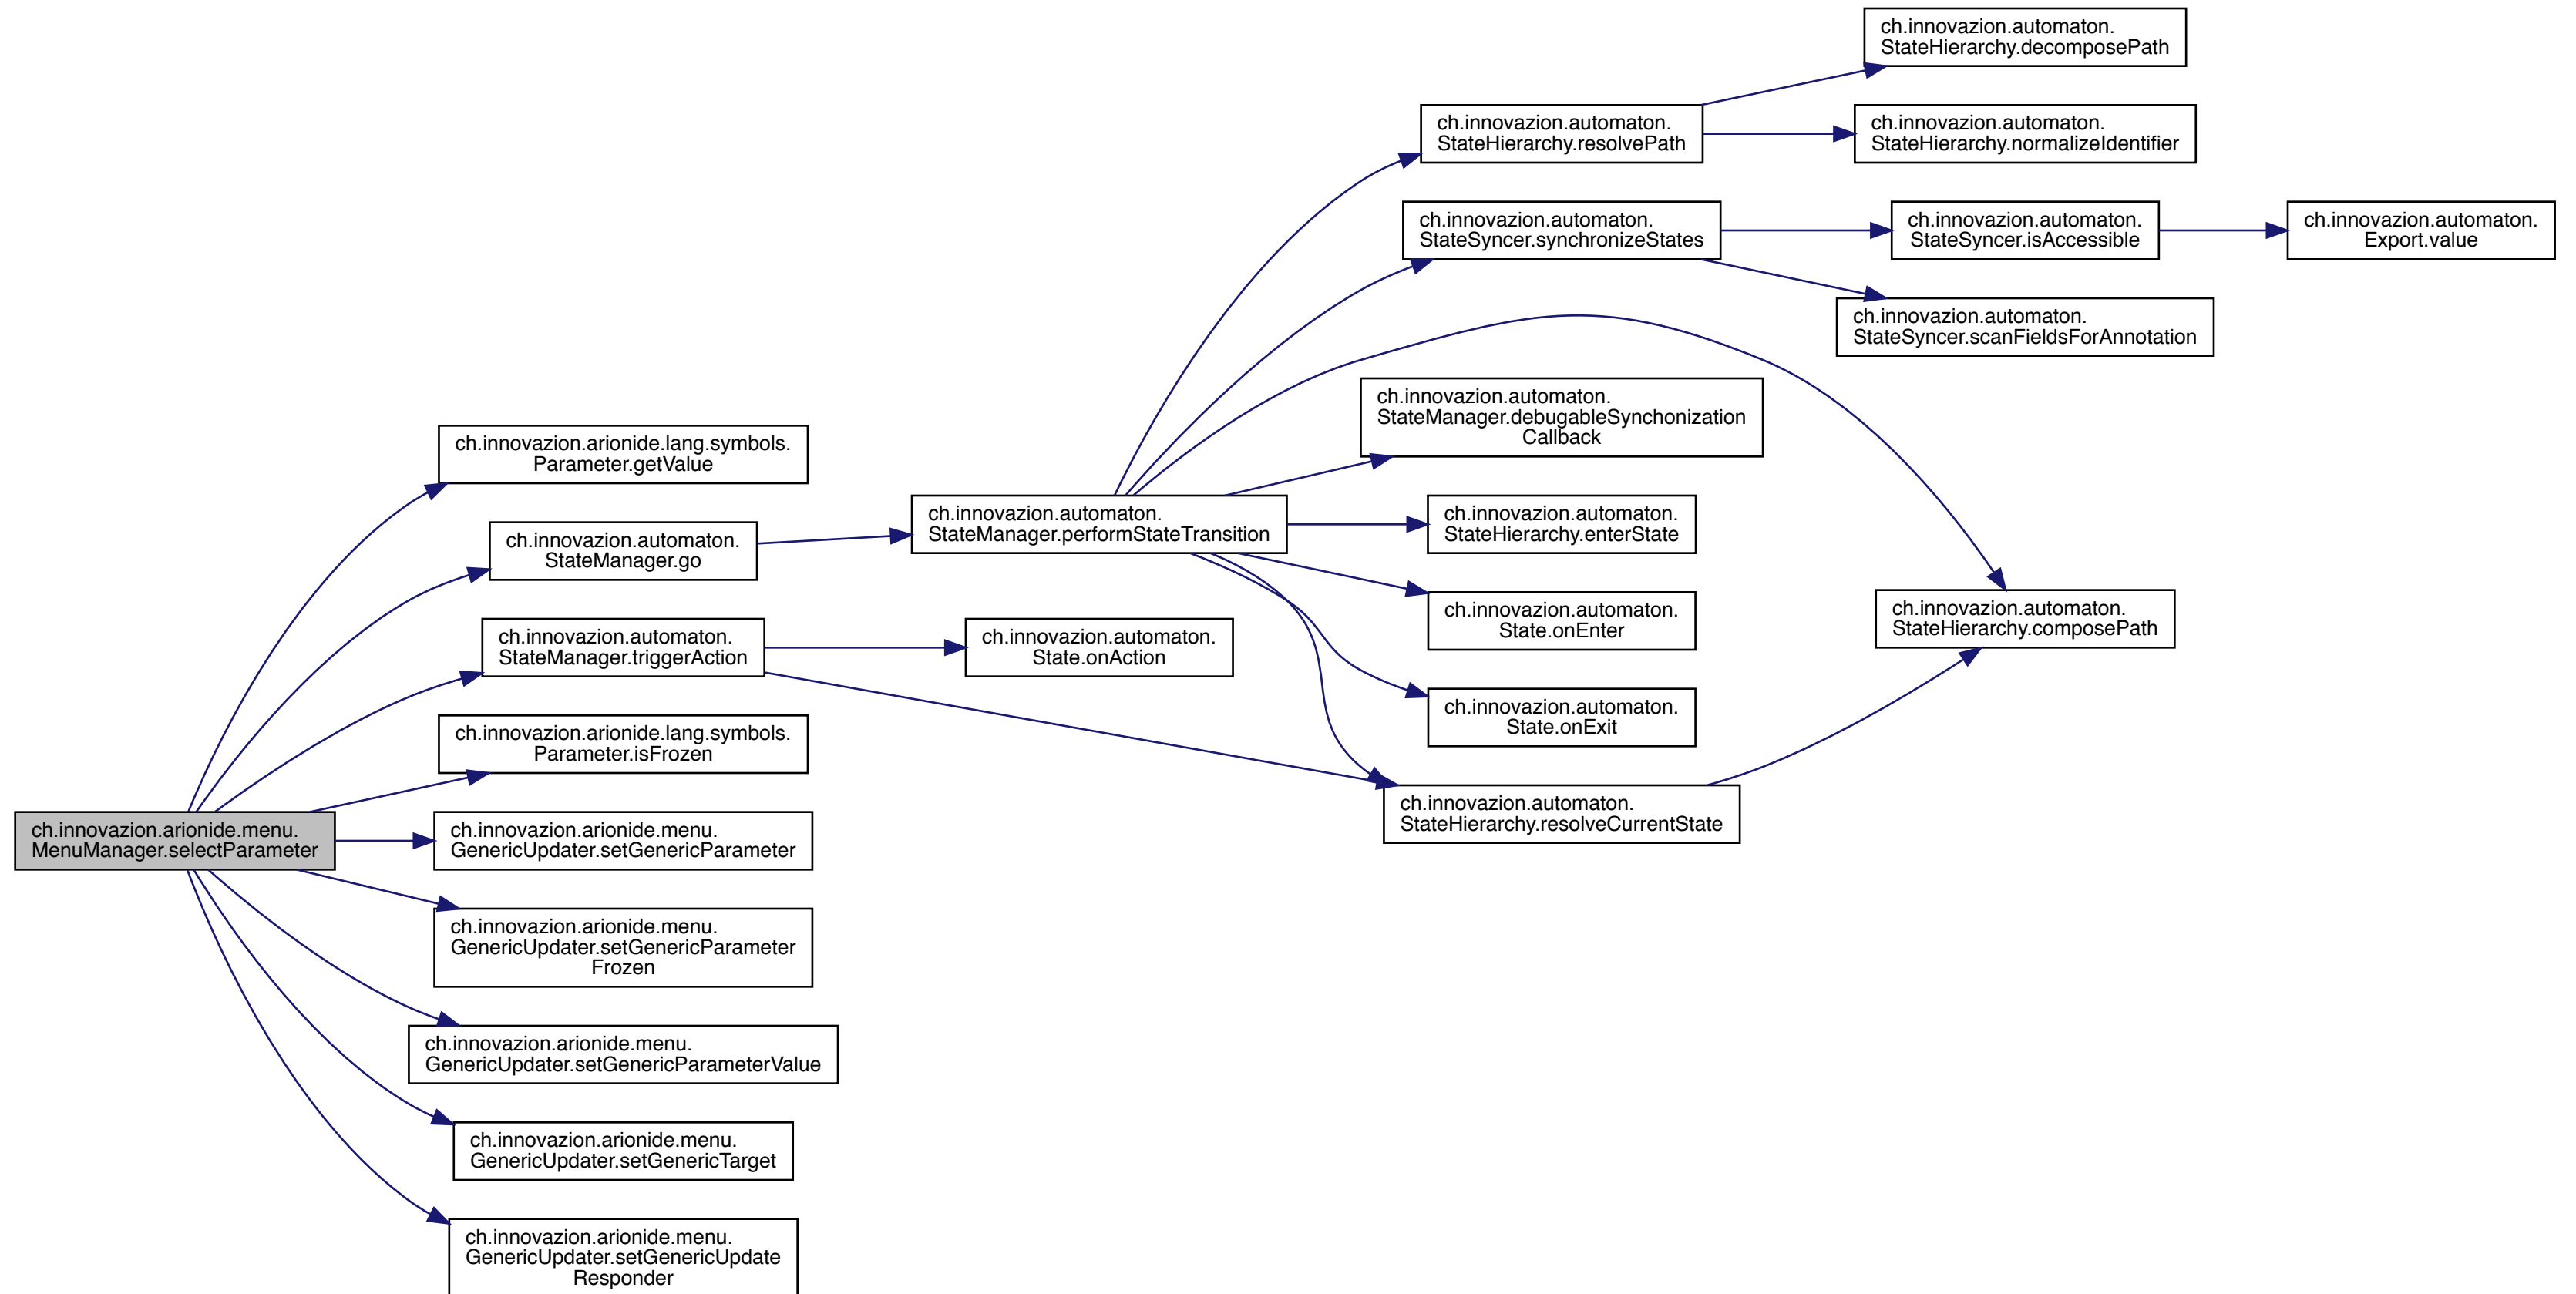 ch.innovazion.arionide.menu.
MenuManager.selectParameter
ch.innovazion.arionide.lang.symbols.
Parameter.getValue
ch.innovazion.automaton.
StateManager.go
ch.innovazion.automaton.
StateManager.triggerAction
ch.innovazion.arionide.lang.symbols.
Parameter.isFrozen
ch.innovazion.arionide.menu.
GenericUpdater.setGenericParameter
ch.innovazion.arionide.menu.
GenericUpdater.setGenericParameter
Frozen
ch.innovazion.arionide.menu.
GenericUpdater.setGenericParameterValue
ch.innovazion.arionide.menu.
GenericUpdater.setGenericTarget
ch.innovazion.arionide.menu.
GenericUpdater.setGenericUpdate
Responder
ch.innovazion.automaton.
StateManager.performStateTransition
ch.innovazion.automaton.
State.onAction
ch.innovazion.automaton.
StateHierarchy.resolvePath
ch.innovazion.automaton.
StateSyncer.synchronizeStates
ch.innovazion.automaton.
StateManager.debugableSynchonization
Callback
ch.innovazion.automaton.
StateHierarchy.enterState
ch.innovazion.automaton.
State.onEnter
ch.innovazion.automaton.
State.onExit
ch.innovazion.automaton.
StateHierarchy.resolveCurrentState
ch.innovazion.automaton.
StateHierarchy.decomposePath
ch.innovazion.automaton.
StateHierarchy.normalizeIdentifier
ch.innovazion.automaton.
StateSyncer.isAccessible
ch.innovazion.automaton.
StateSyncer.scanFieldsForAnnotation
ch.innovazion.automaton.
StateHierarchy.composePath
ch.innovazion.automaton.
Export.value